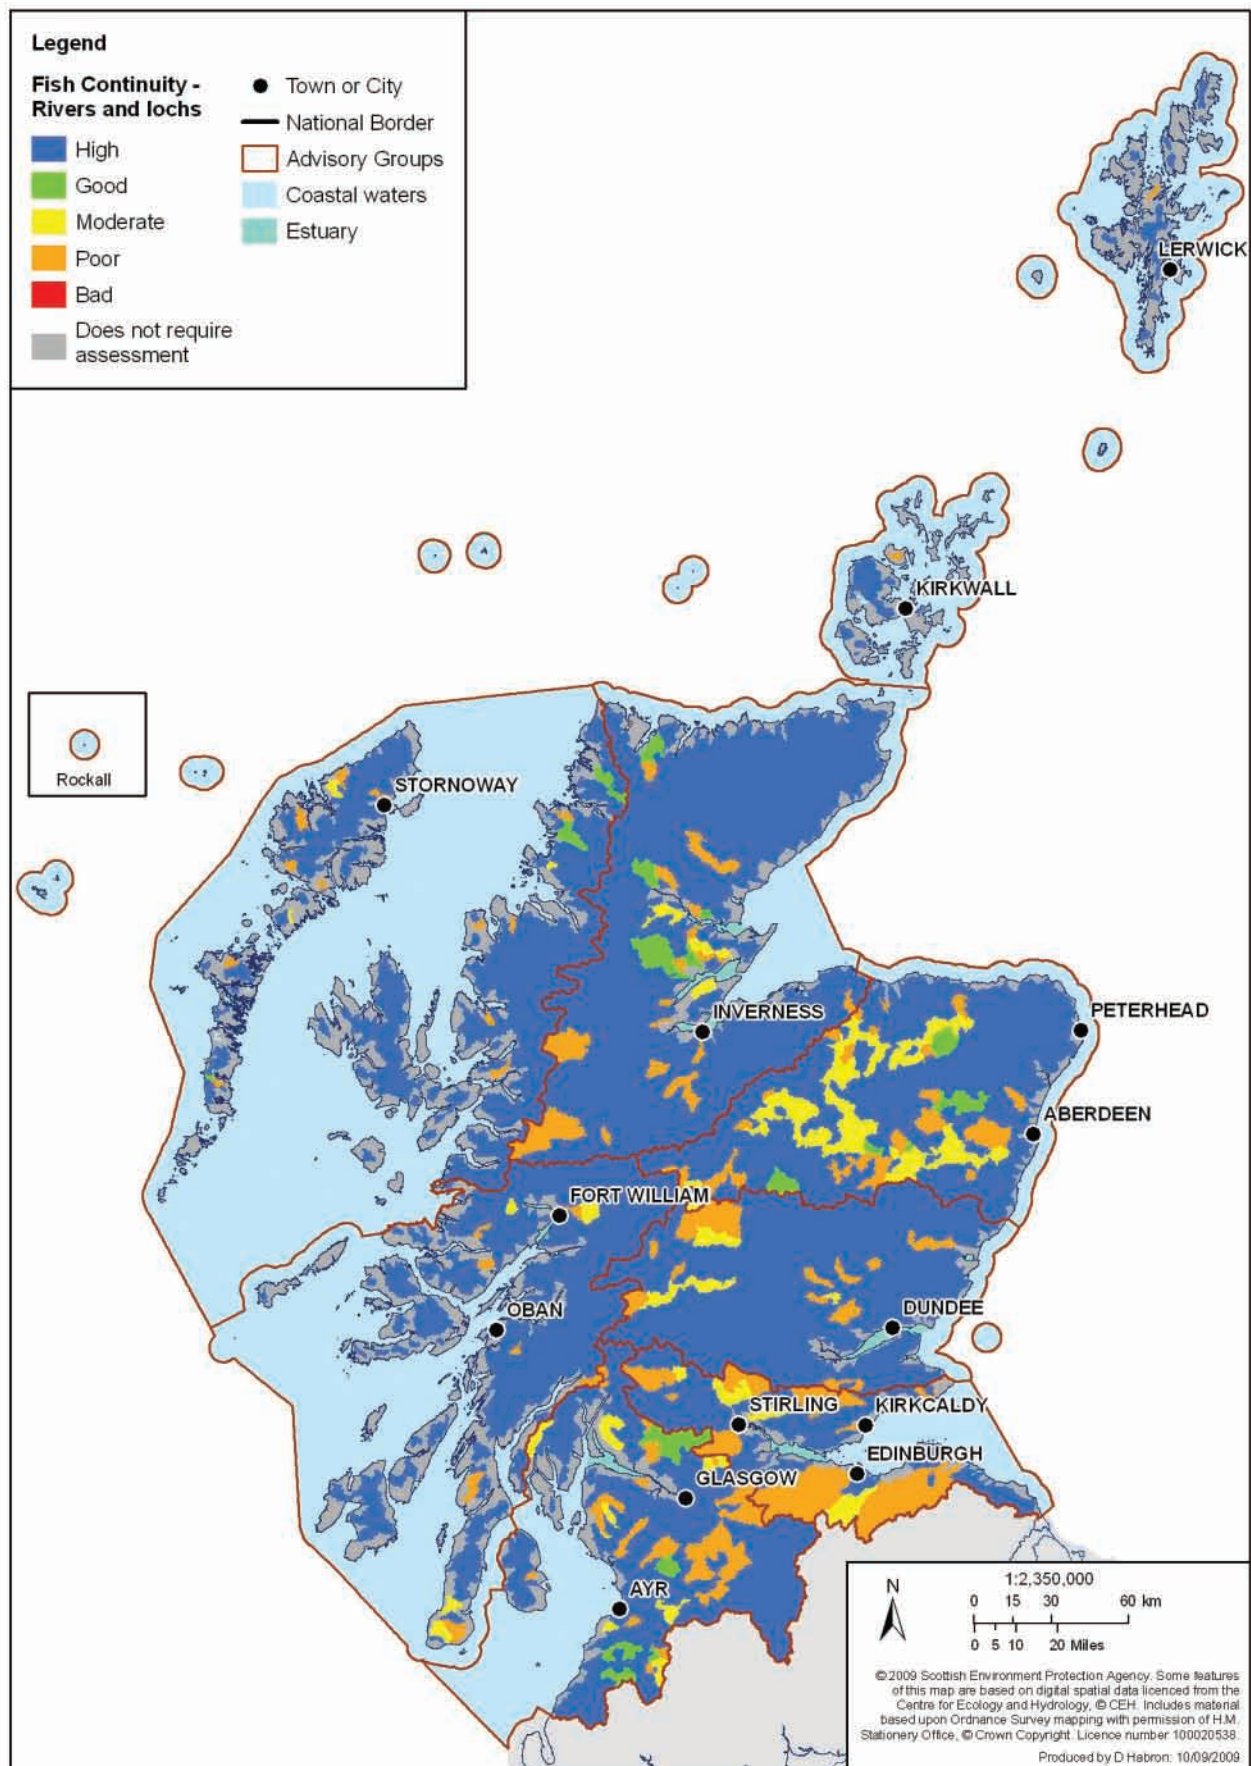 Legend
Fish Continuity -
Rivers and lochs
High
Good
Moderate
Poor
Bad
Does not require
assessment
Town or City
National Border
Advisory Groups
Coastal waters
Estuary
LERWICK
KIRKWALL
Rockall
STORNOWAY
INVERNESS
PETERHEAD
ABERDEEN
FORT WILLIAM
OBAN
DUNDEE
STIRLING
KIRKCALDY
EDINBURGH
GLASGOW
AYR
N
1:2,350,000
0 15 30 60 km
0 5 10 20 Miles
© 2009 Scottish Environment Protection Agency. Some features
of this map are based on digital spatial data licenced from the
Centre for Ecology and Hydrology, © CEH. Includes material
based upon Ordnance Survey mapping with permission of H.M.
Stationery Office, © Crown Copyright. Licence number 100020538.
Produced by D Habron: 10/09/2009